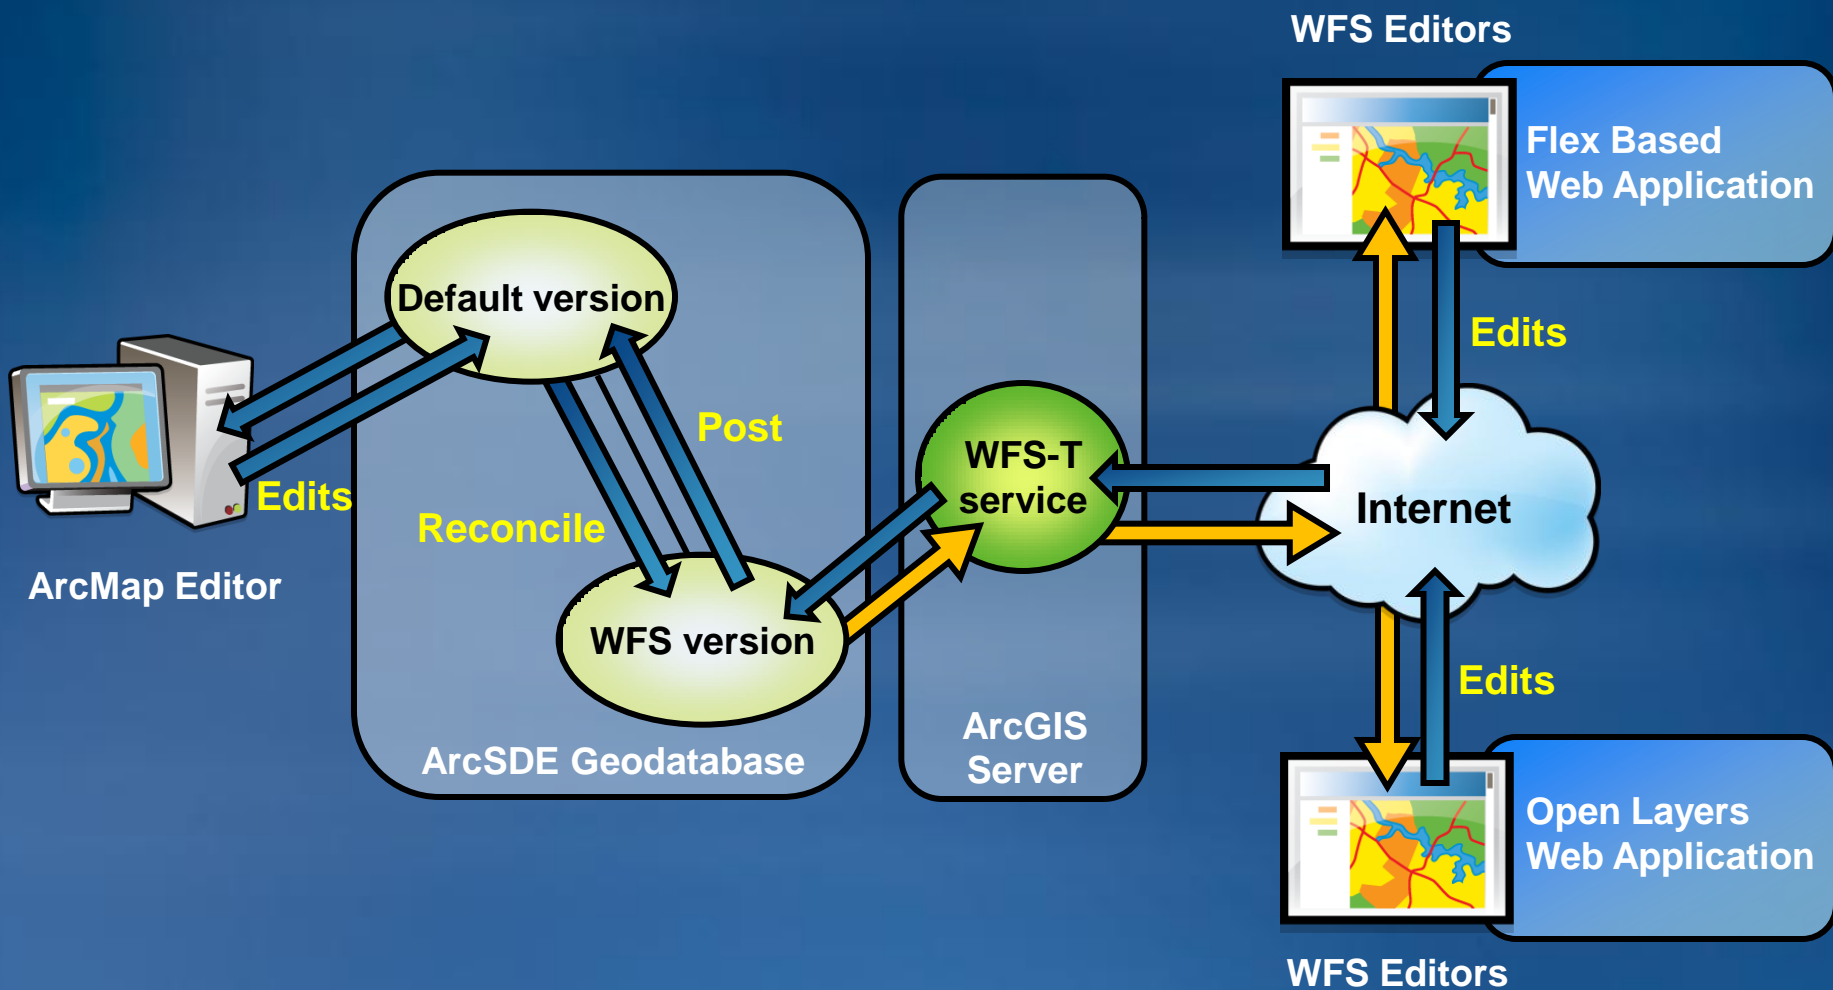 WFS Editors
Flex Based
Web Application
Default version
Edits
Post
WFS-T
service
Edits
Internet
Reconcile
ArcMap Editor
WFS version
Edits
ArcGIS
Server
ArcSDE Geodatabase
Open Layers
Web Application
WFS Editors